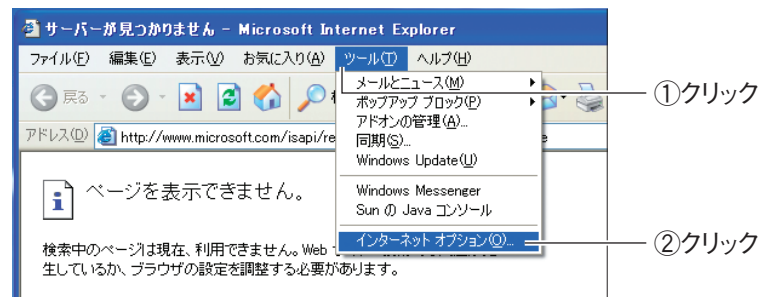 サーバーが見つかりません - Microsoft Internet Explorer
ファイル(F) 編集(E) 表示(V) お気に入り(A) ツール(T) ヘルプ(H)
戻る
メールとニュース(M)
ポップアップ ブロック(P)
アドオンの管理(A)...
同期(S)...
Windows Update(U)
Windows Messenger
Sun の Java コンソール
インターネット オプション(O)...
①クリック
②クリック
アドレス(D) http://www.microsoft.com/isapi/re
ページを表示できません。
検索中のページは現在、利用できません。Web
生しているか、ブラウザの設定を調整する必要があります。